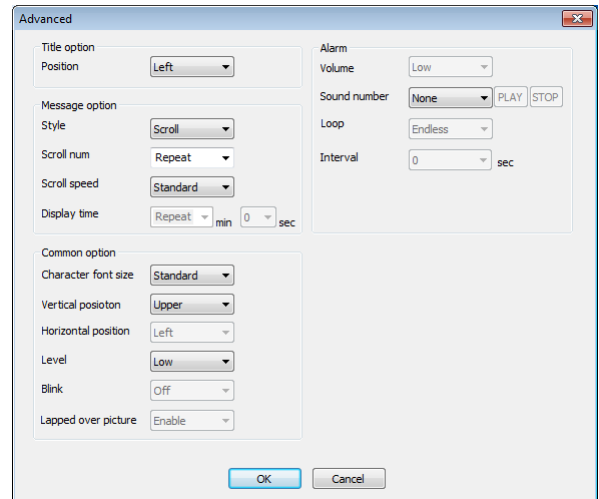 Advanced
Title option
Position Left
Message option
Style Scroll
Scroll num Repeat
Scroll speed Standard
Display time Repeat min 0 sec
Common option
Character font size Standard
Vertical posioton Upper
Horizontal position Left
Level Low
Blink Off
Lapped over picture Enable
Alarm
Volume Low
Sound number None PLAY STOP
Loop Endless
Interval 0 sec
OK Cancel